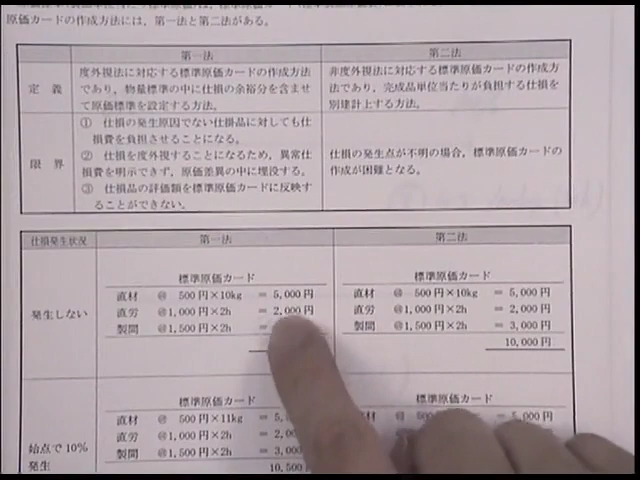 原価カードの作成方法には，第一法と第二法がある。
第一法
第二法
定 義
度外視法に対応する標準原価カードの作成方法
であり，物量標準の中に仕損の余裕分を含ませ
て原価標準を設定する方法。
非度外視法に対応する標準原価カードの作成方
法であり，完成品単位当たりが負担する仕損を
別建計上する方法。
限 界
① 仕損の発生原因でない仕掛品に対しても仕
損費を負担させることになる。
② 仕損を度外視することになるため，異常仕
損費を明示できず，原価差異の中に埋没する。
③ 仕損品の評価額を標準原価カードに反映す
ることができない。
仕損の発生点が不明の場合，標準原価カードの
作成が困難となる。
仕損発生状況
第一法
第二法
発生しない
標準原価カード
直材 @ 500円×10kg = 5,000円
直労 @1,000円×2h = 2,000円
製間 @1,500円×2h =
標準原価カード
直材 @ 500円×10kg = 5,000円
直労 @1,000円×2h = 2,000円
製間 @1,500円×2h = 3,000円
10,000円
始点で10%
発生
標準原価カード
直材 @ 500円×11kg = 5,
直労 @1,000円×2h = 2,0
製間 @1,500円×2h = 3,00
10,500
標準原価カード
直材
5,000円